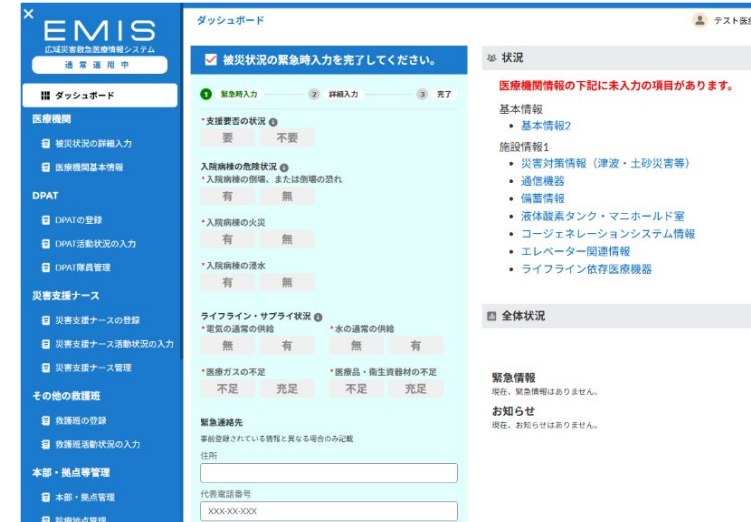 EMIS
広域災害救急医療情報システム
通常運用中
ダッシュボード
医療機関
被災状況の詳細入力
医療機関基本情報
DPAT
DPATの登録
DPAT活動状況の入力
DPAT隊員管理
災害支援ナース
災害支援ナースの登録
災害支援ナース活動状況の入力
災害支援ナース管理
その他の救護班
救護班の登録
救護班活動状況の入力
本部・拠点等管理
本部・拠点管理
診療地点管理
ダッシュボード
テスト医
被災状況の緊急時入力を完了してください。
1 緊急時入力 2 詳細入力 3 完了
*支援要否の状況
要 不要
入院病棟の危険状況
*入院病棟の倒壊、または倒壊の恐れ
有 無
*入院病棟の火災
有 無
*入院病棟の浸水
有 無
ライフライン・サプライ状況
*電気の通常の供給 *水の通常の供給
無 有 無 有
*医療ガスの不足 *医療品・衛生資器材の不足
不足 充足 不足 充足
緊急連絡先
事前登録されている情報と異なる場合のみ記載
住所
代表電話番号
XXX-XX-XXX
状況
医療機関情報の下記に未入力の項目があります。
基本情報
• 基本情報2
施設情報1
• 災害対策情報（津波・土砂災害等）
• 通信機器
• 備蓄情報
• 液体酸素タンク・マニホールド室
• コージェネレーションシステム情報
• エレベーター関連情報
• ライフライン依存医療機器
全体状況
緊急情報
現在、緊急情報はありません。
お知らせ
現在、お知らせはありません。